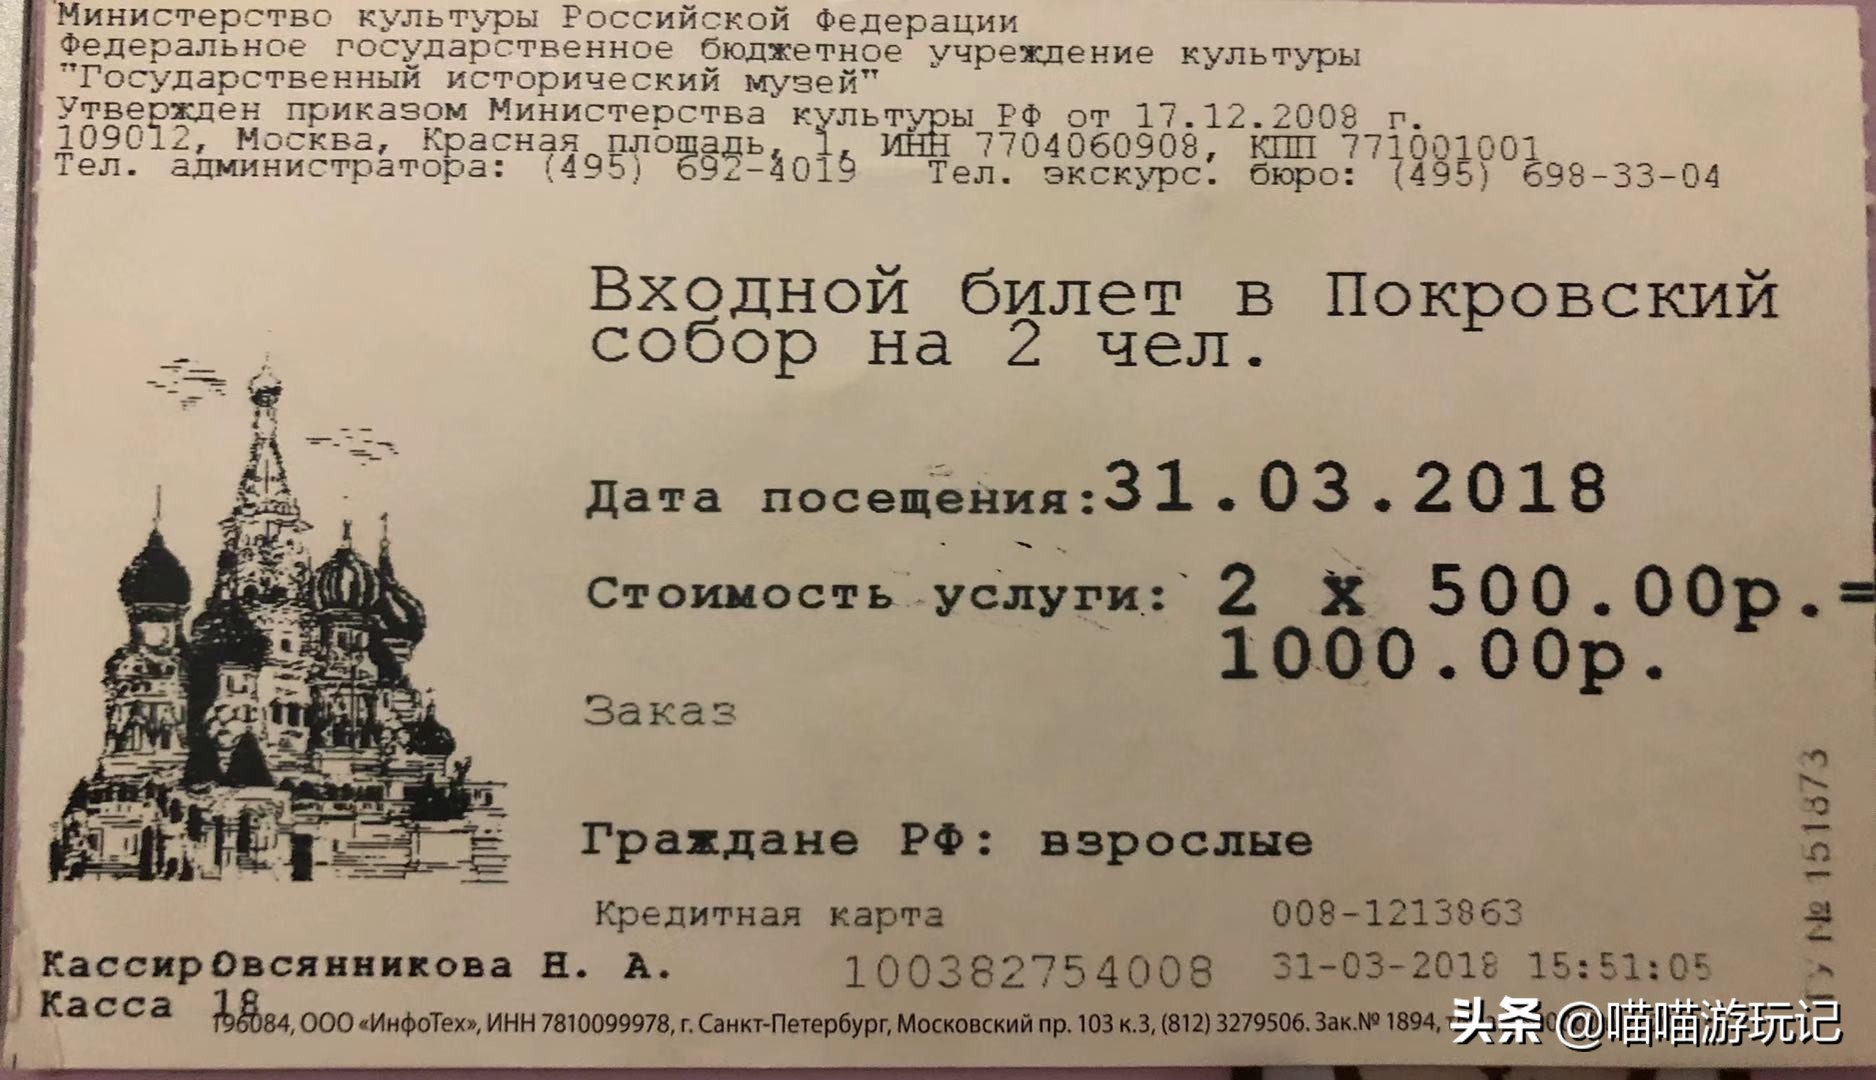 Министерство культуры Российской Федерации
Федеральное государственное бюджетное учреждение культуры
"Государственный исторический музей"
Утвержден приказом Министерства культуры РФ от 17.12.2008 г.
109012, Москва, Красная площадь, 1, ИНН 7704060908, КПП 771001001
Тел. администратора: (495) 692-4019 Тел. экскурс. бюро: (495) 698-33-04
Входной билет в Покровский
собор на 2 чел.
Дата посещения:31.03.2018
Стоимость услуги: 2 х 500.00р.=
1000.00р.
Заказ
Граждане РФ: взрослые
Кредитная карта 008-1213863
Кассир Овсянникова Н. А. 100382754008 31-03-2018 15:51:05
Касса 18
196084, ООО «ИнфоТех», ИНН 7810099978, г. Санкт-Петербург, Московский пр. 103 к.3, (812) 3279506. Зак.№ 1894,
№ 151873
头条 @喵喵游玩记